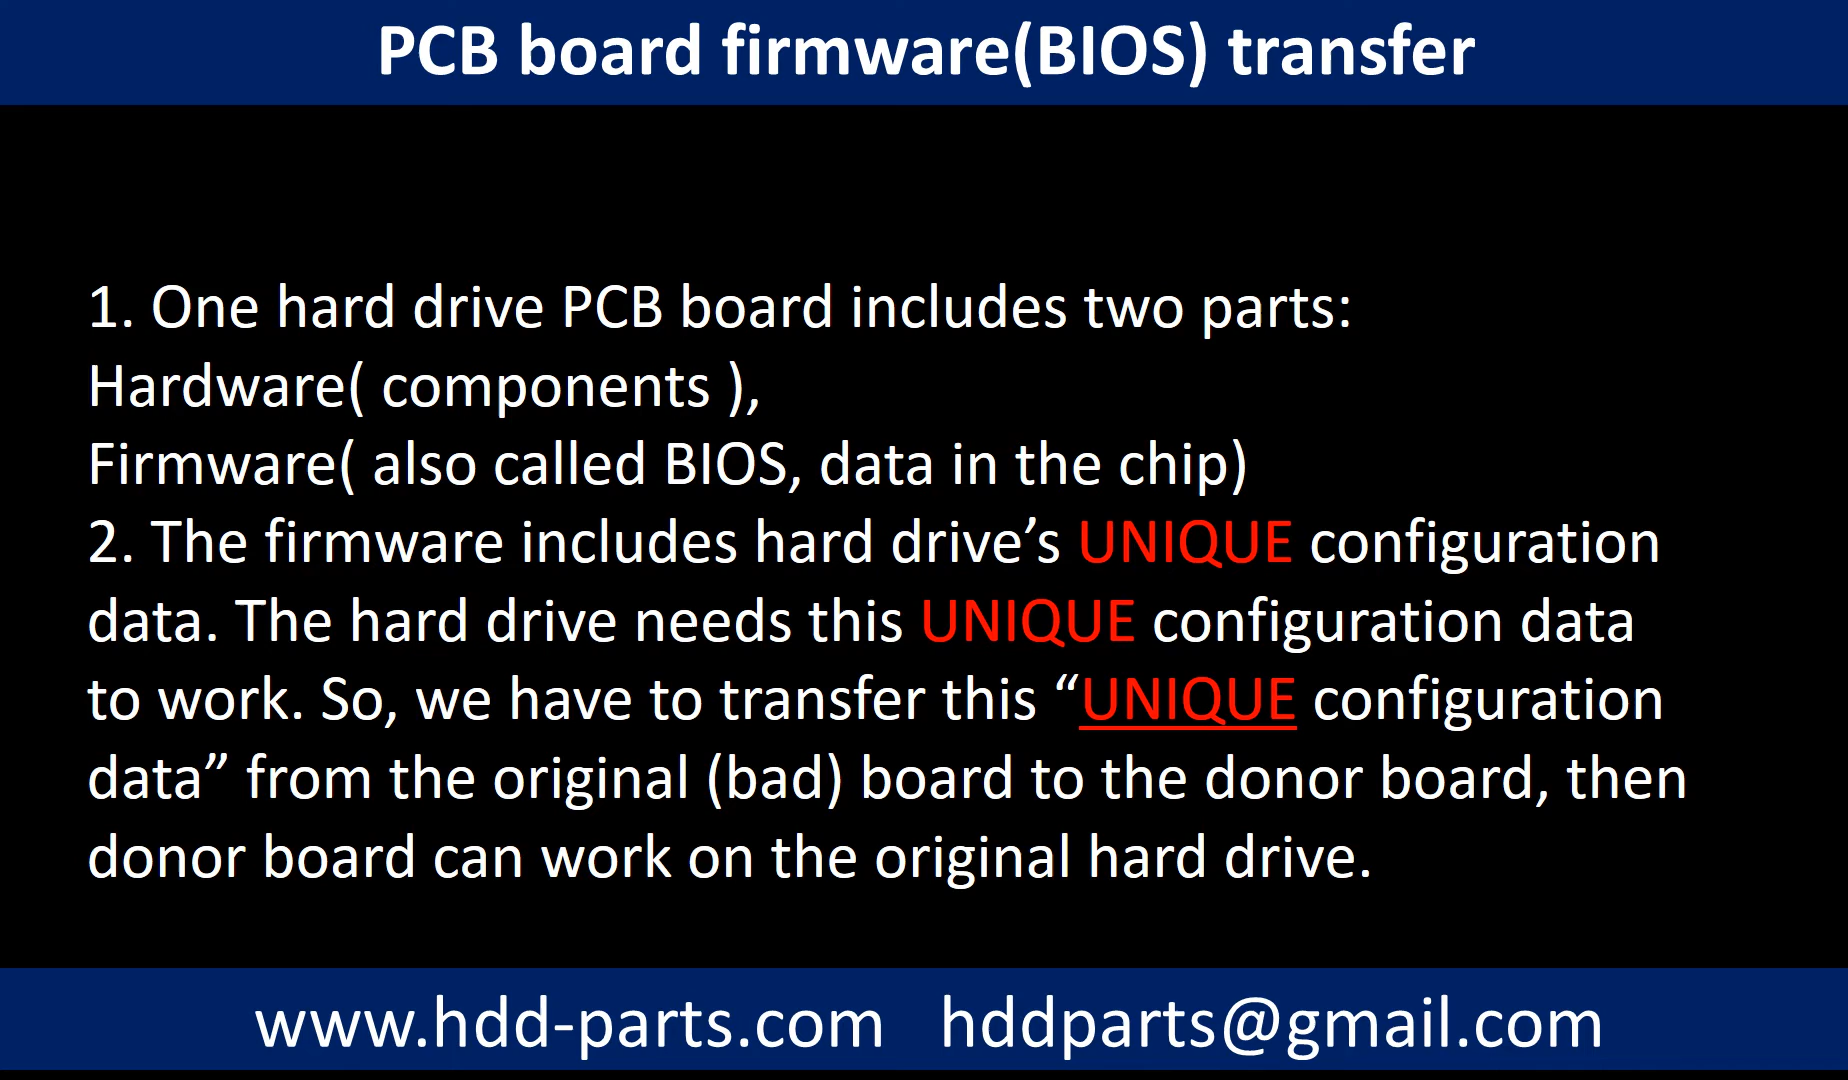 PCB board firmware(BIOS) transfer
1. One hard drive PCB board includes two parts:
Hardware( components ),
Firmware( also called BIOS, data in the chip)
2. The firmware includes hard drive’s UNIQUE configuration
data. The hard drive needs this UNIQUE configuration data
to work. So, we have to transfer this “UNIQUE configuration
data” from the original (bad) board to the donor board, then
donor board can work on the original hard drive.
www.hdd-parts.com hddparts@gmail.com